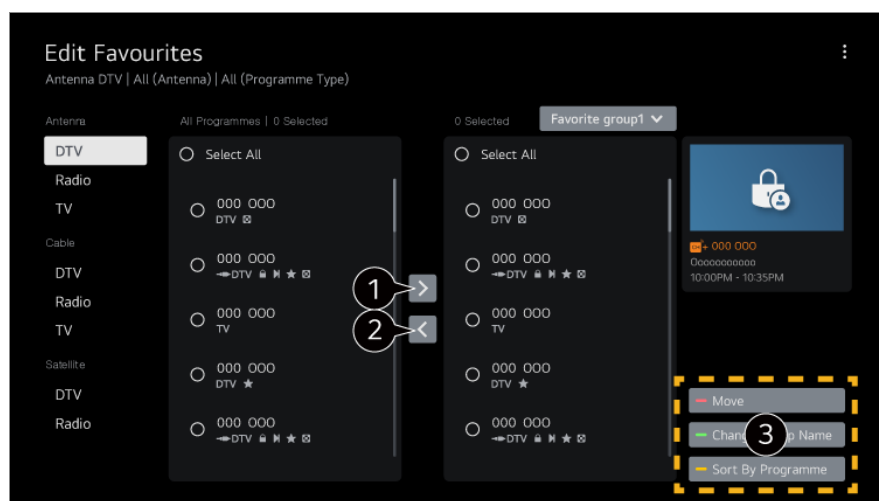 Edit Favourites
Antenna DTV | All (Antenna) | All (Programme Type)
Antenna
DTV
Radio
TV
Cable
DTV
Radio
TV
Satellite
DTV
Radio
All Programmes | 0 Selected
Select All
000 000
DTV
000 000
DTV
000 000
TV
000 000
DTV
000 000
DTV
1
2
0 Selected
Favorite group1
Select All
000 000
DTV
000 000
DTV
000 000
TV
000 000
DTV
000 000
DTV
+ 000 000
Oooooooooo
10:00PM - 10:35PM
Move
3
Name
Sort By Programme